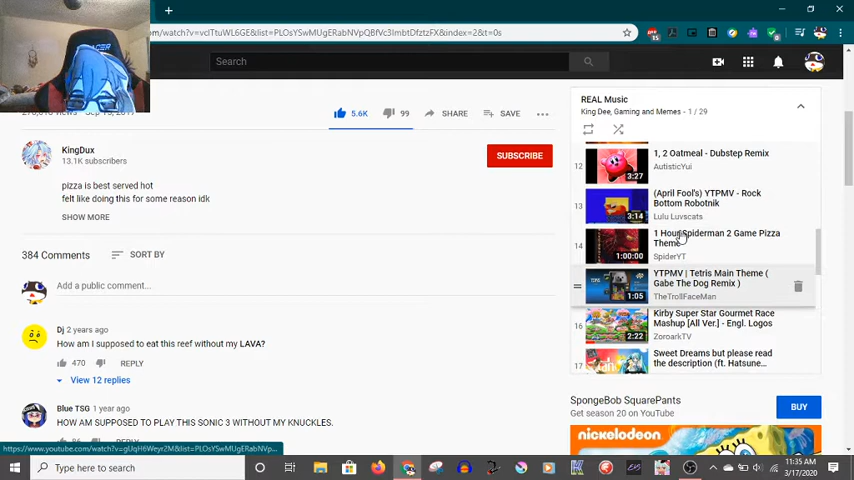 com/watch?v=vclTtuWL6GE&list=PLOsYSwMUgERabNVpQBfVc3ImbtDfztzFX&index=2&t=0s
15
ACER
Search
5.6K
99
SHARE
SAVE
KingDux
13.1K subscribers
SUBSCRIBE
pizza is best served hot
felt like doing this for some reason idk
SHOW MORE
384 Comments
SORT BY
Add a public comment...
Dj 2 years ago
How am I supposed to eat this reef without my LAVA?
470
REPLY
View 12 replies
Blue TSG 1 year ago
HOW AM SUPPOSED TO PLAY THIS SONIC 3 WITHOUT MY KNUCKLES.
REAL Music
King Dee, Gaming and Memes - 1 / 29
12
3:27
1, 2 Oatmeal - Dubstep Remix
AutisticYui
13
3:14
(April Fool's) YTPMV - Rock
Bottom Robotnik
Lulu Luvscats
14
1:00:00
1 Hour Spiderman 2 Game Pizza
Theme
SpiderYT
1:05
YTPMV | Tetris Main Theme (
Gabe The Dog Remix )
TheTrollFaceMan
16
2:22
Kirby Super Star Gourmet Race
Mashup [All Ver.] - Engl. Logos
ZoroarkTV
17
Sweet Dreams but please read
the description (ft. Hatsune...
SpongeBob SquarePants
Get season 20 on YouTube
BUY
nickelodeon
https://www.youtube.com/watch?v=gUqH6Weyr2M&list=PLOsYSwMUgERabNVp...
Type here to search
11:35 AM
3/17/2020